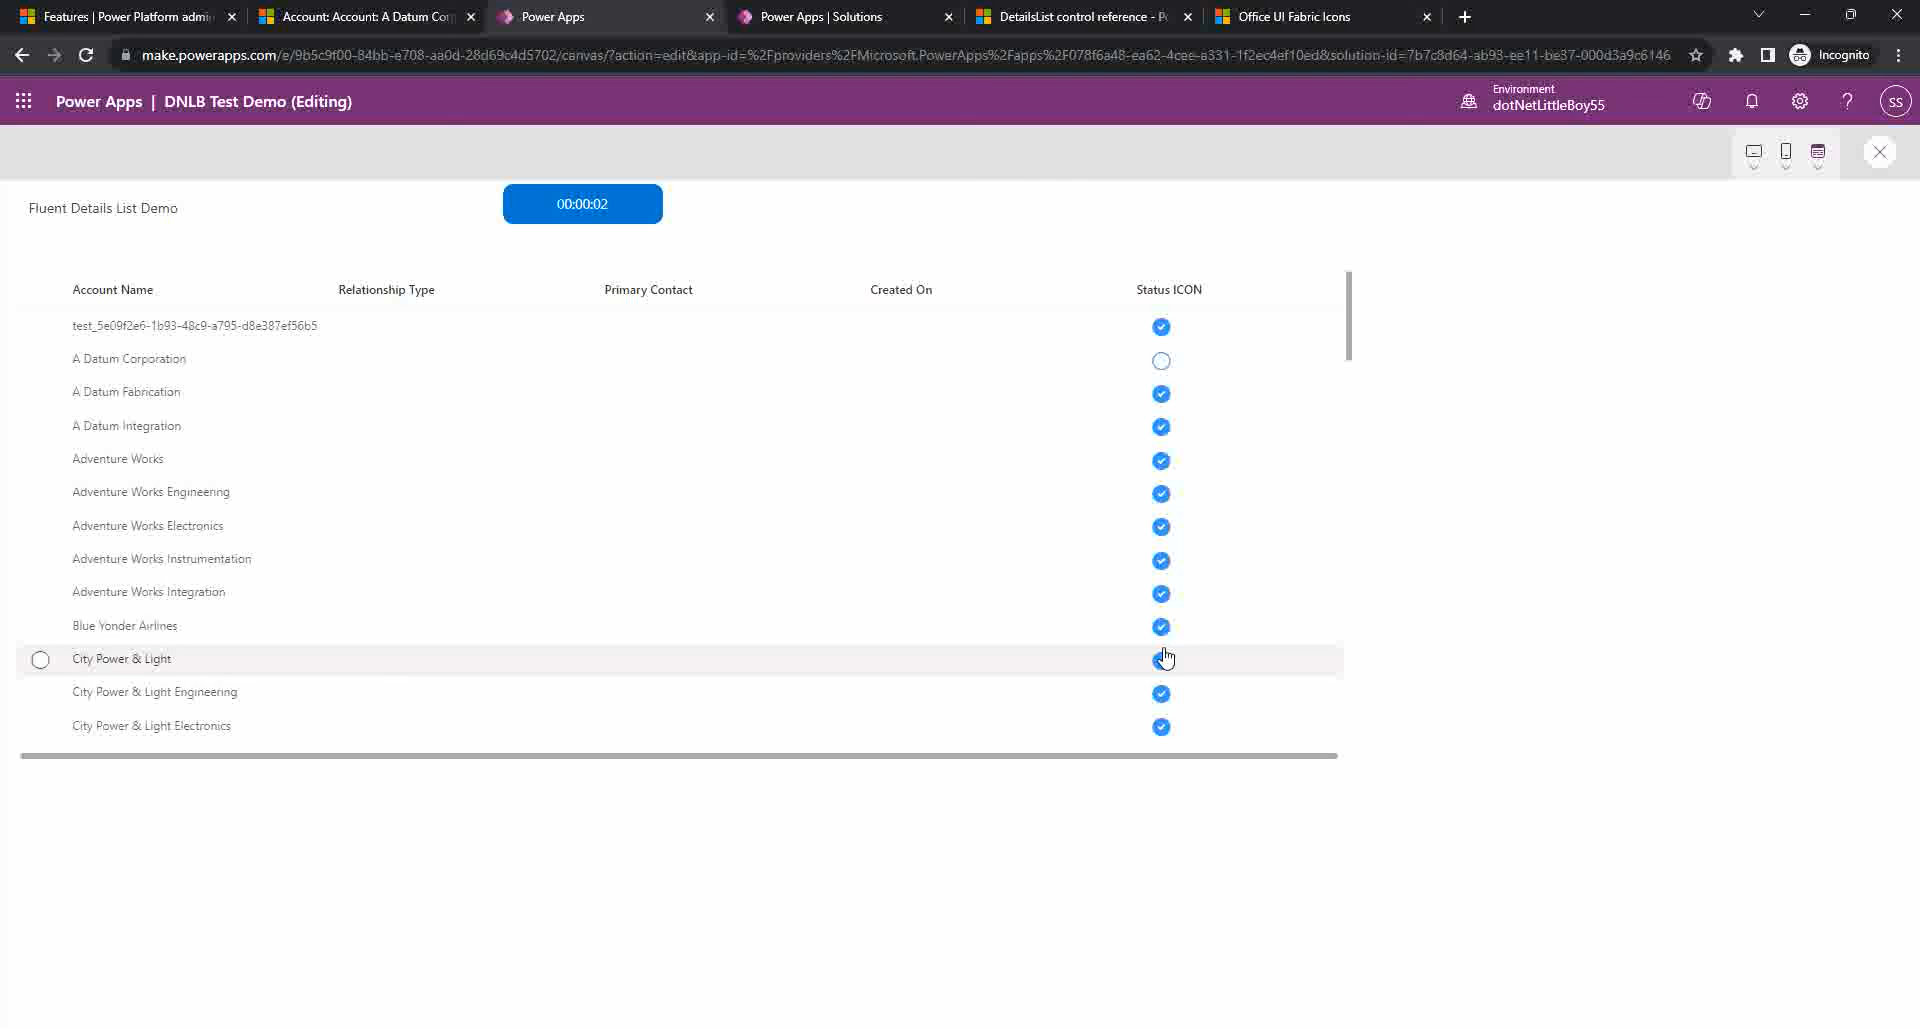 Features | Power Platform admi
Account: Account: A Datum Cor
Power Apps
Power Apps | Solutions
DetailsList control reference - Po
Office UI Fabric Icons
make.powerapps.com/e/9b5c9f00-84bb-e708-aa0d-28d69c4d5702/canvas/?action=edit&app-id=%2Fproviders%2FMicrosoft.PowerApps%2Fapps%2F078f6a48-ea62-4cee-a331-1f2ec4ef10ed&solution-id=7b7c8d64-ab93-ee11-be37-000d3a9c6146
Incognito
Power Apps | DNLB Test Demo (Editing)
Environment
dotNetLittleBoy55
SS
Fluent Details List Demo
00:00:02
Account Name Relationship Type Primary Contact Created On Status ICON
test_5e09f2e6-1b93-48c9-a795-d8e387ef56b5
A Datum Corporation
A Datum Fabrication
A Datum Integration
Adventure Works
Adventure Works Engineering
Adventure Works Electronics
Adventure Works Instrumentation
Adventure Works Integration
Blue Yonder Airlines
City Power & Light
City Power & Light Engineering
City Power & Light Electronics